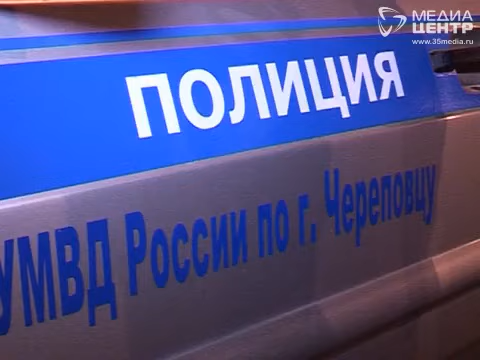 МЕДИА
ЦЕНТР
www.35media.ru
ПОЛИЦИЯ
УМВД России по г. Череповцу